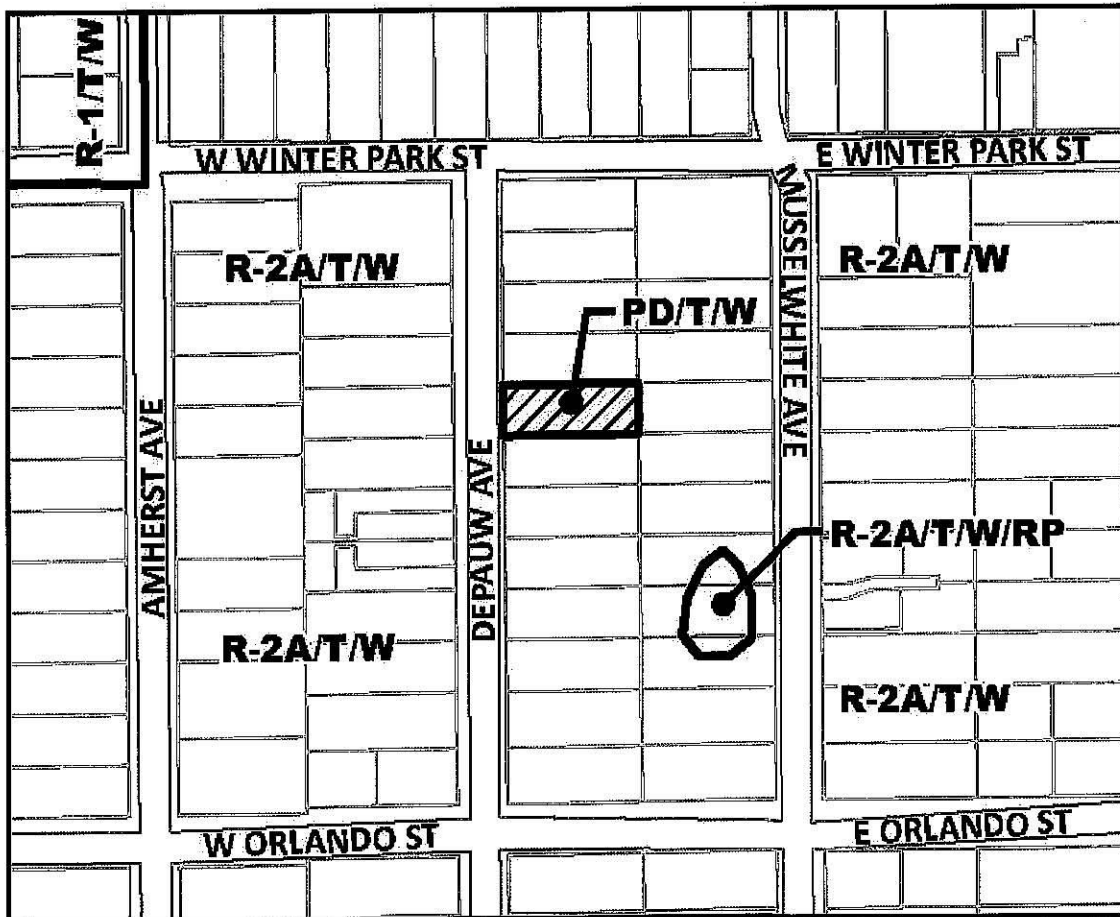 R-1/T/W
W WINTER PARK ST
E WINTER PARK ST
MUSSELWHITE AVE
R-2A/T/W
R-2A/T/W
PD/T/W
AMHERST AVE
DEPAUW AVE
R-2A/T/W/RP
R-2A/T/W
R-2A/T/W
W ORLANDO ST
E ORLANDO ST